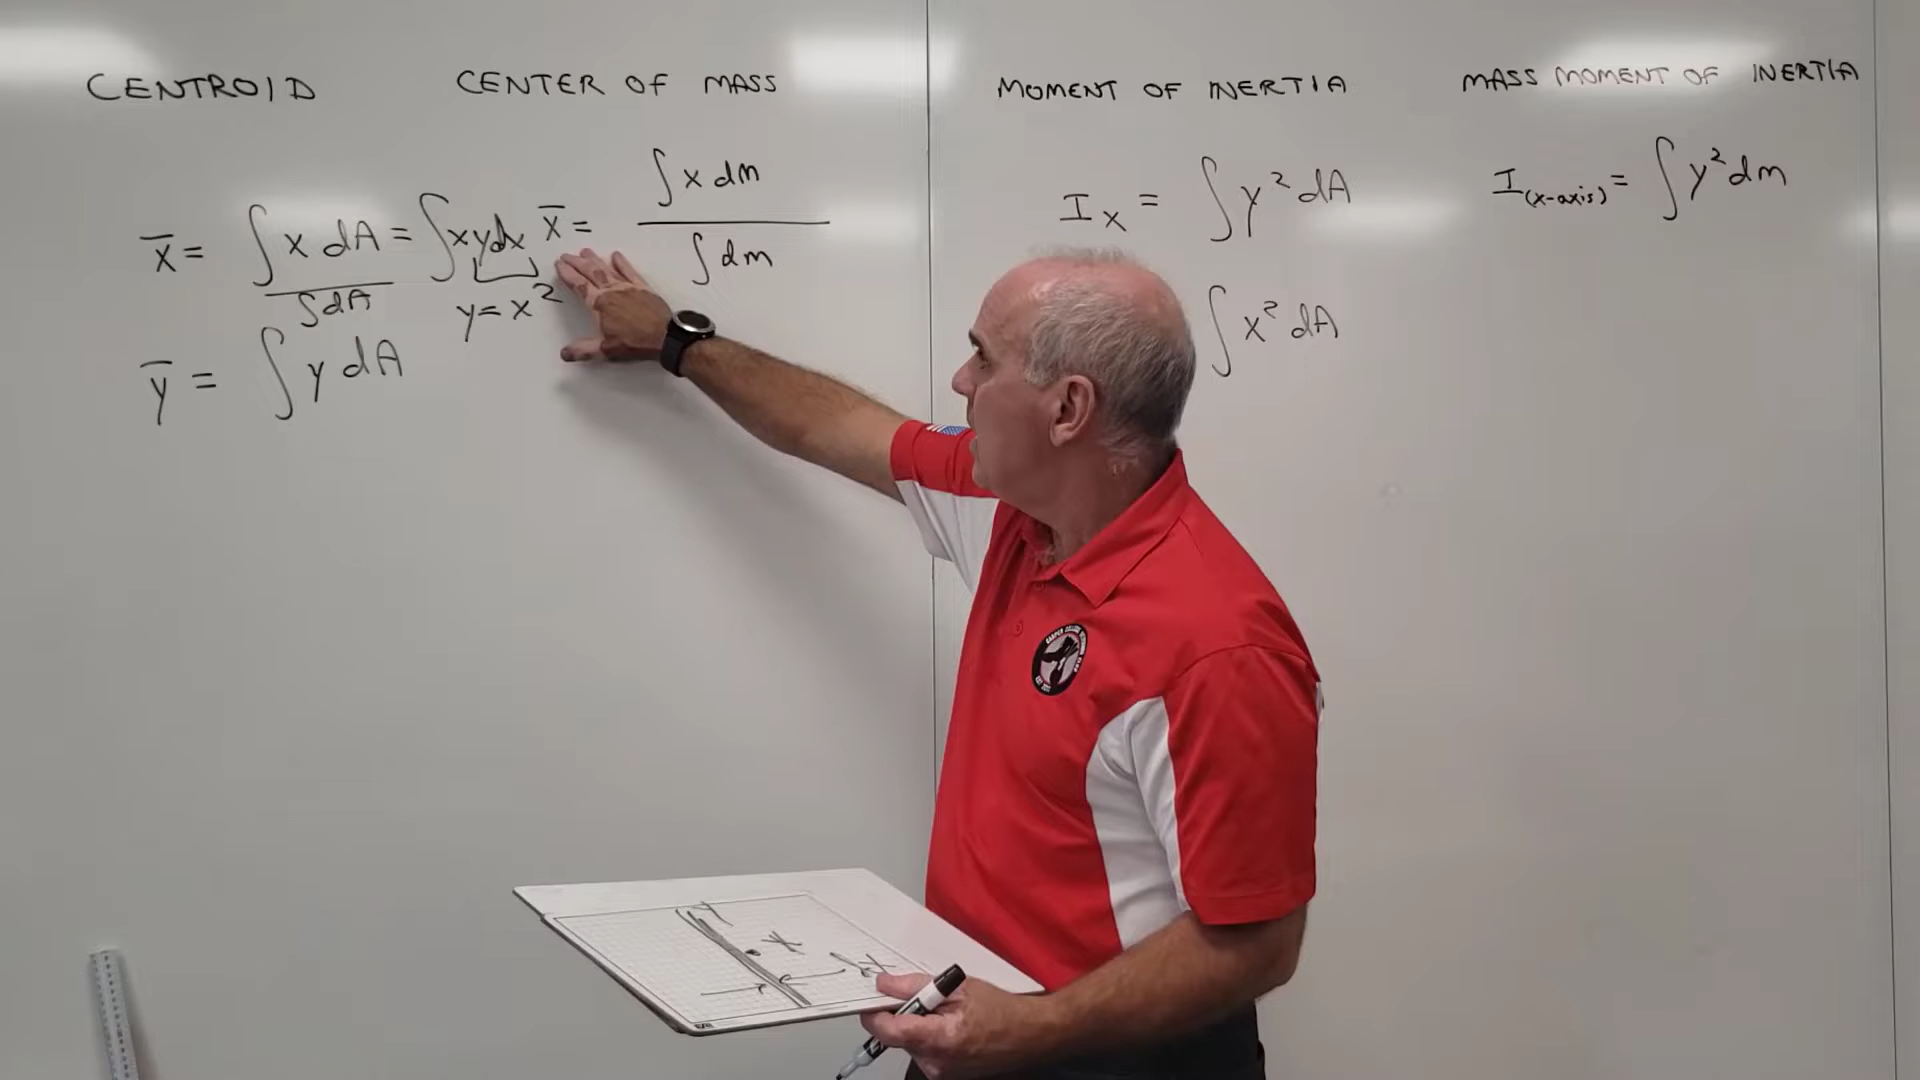 CENTROID
CENTER OF MASS
MOMENT OF INERTIA
MASS MOMENT OF INERTIA
x̄ = ∫ x dA = ∫ x y dx
∫ dA
y = x²
ȳ = ∫ y dA
x̄ = ∫ x dm
∫ dm
I_x = ∫ y² dA
∫ x² dA
I_(x-axis) = ∫ y² dm